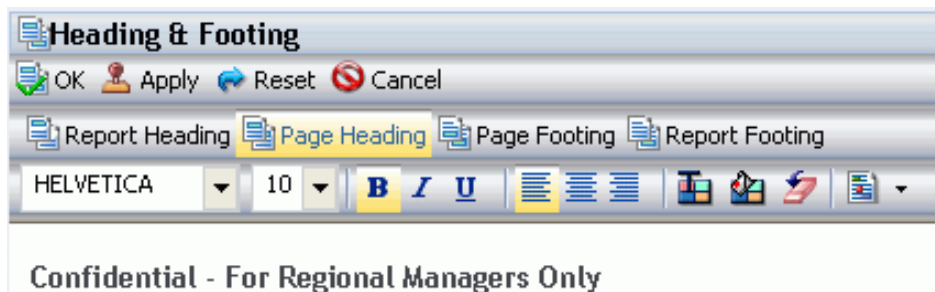 Heading & Footing
OK Apply Reset Cancel
Report Heading Page Heading Page Footing Report Footing
HELVETICA 10 B I U
Confidential - For Regional Managers Only